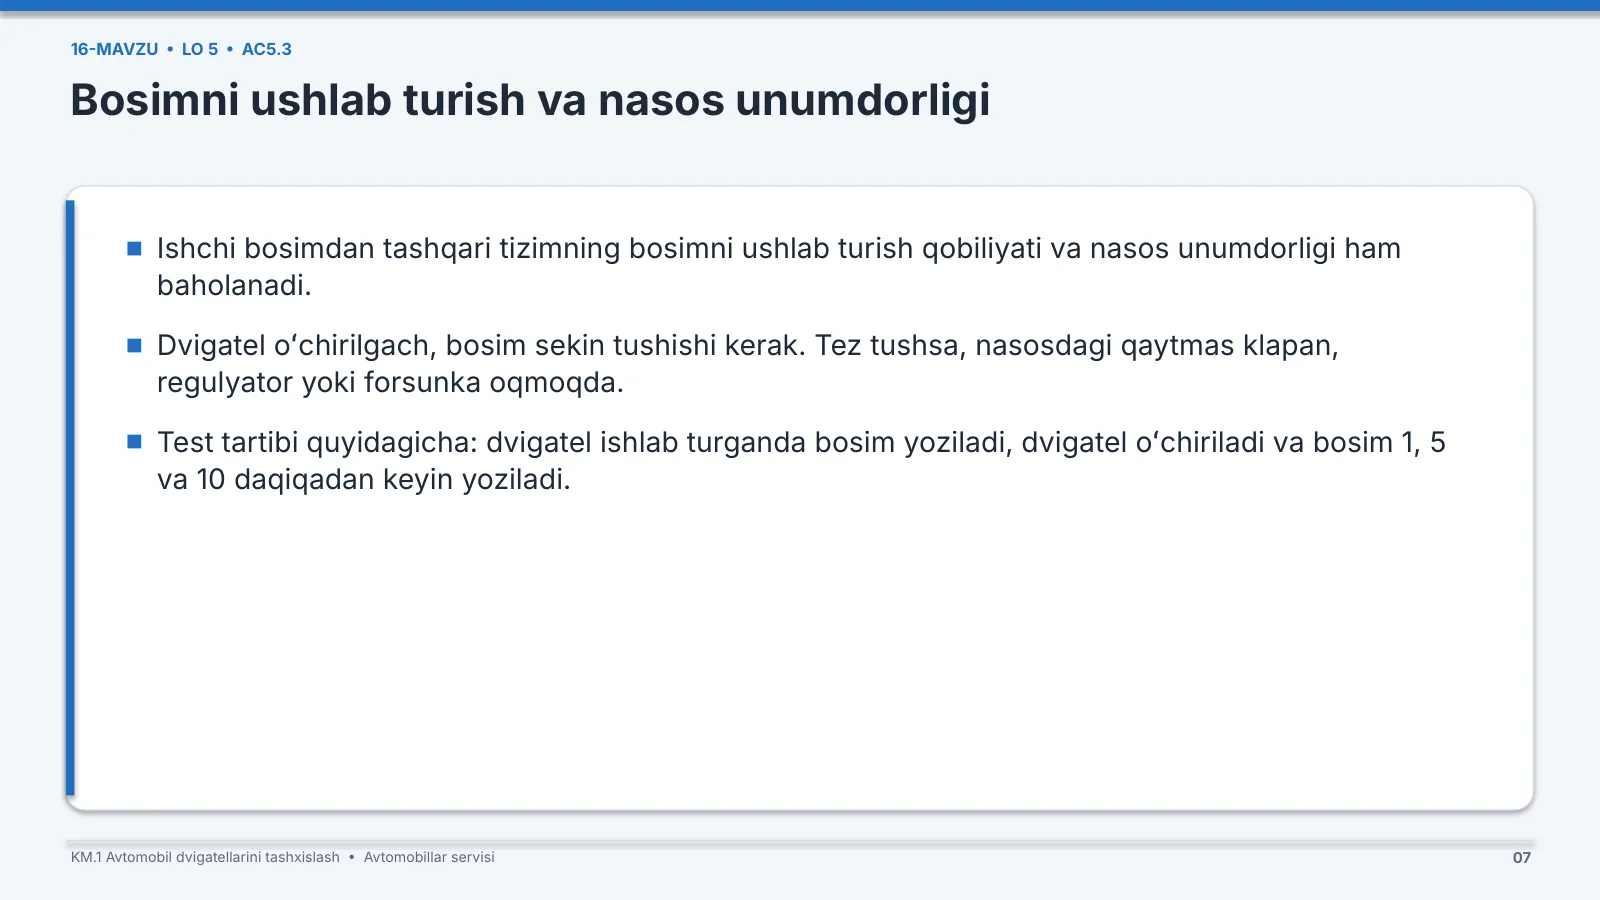 16-MAVZU • LO 5 • AC5.3
Bosimni ushlab turish va nasos unumdorligi
Ishchi bosimdan tashqari tizimning bosimni ushlab turish qobiliyati va nasos unumdorligi ham
baholanadi.
Dvigatel oʻchirilgach, bosim sekin tushishi kerak. Tez tushsa, nasosdagi qaytmas klapan,
regulyator yoki forsunka oqmoqda.
Test tartibi quyidagicha: dvigatel ishlab turganda bosim yoziladi, dvigatel oʻchiriladi va bosim 1, 5
va 10 daqiqadan keyin yoziladi.
KM.1 Avtomobil dvigatellarini tashxislash • Avtomobillar servisi
07